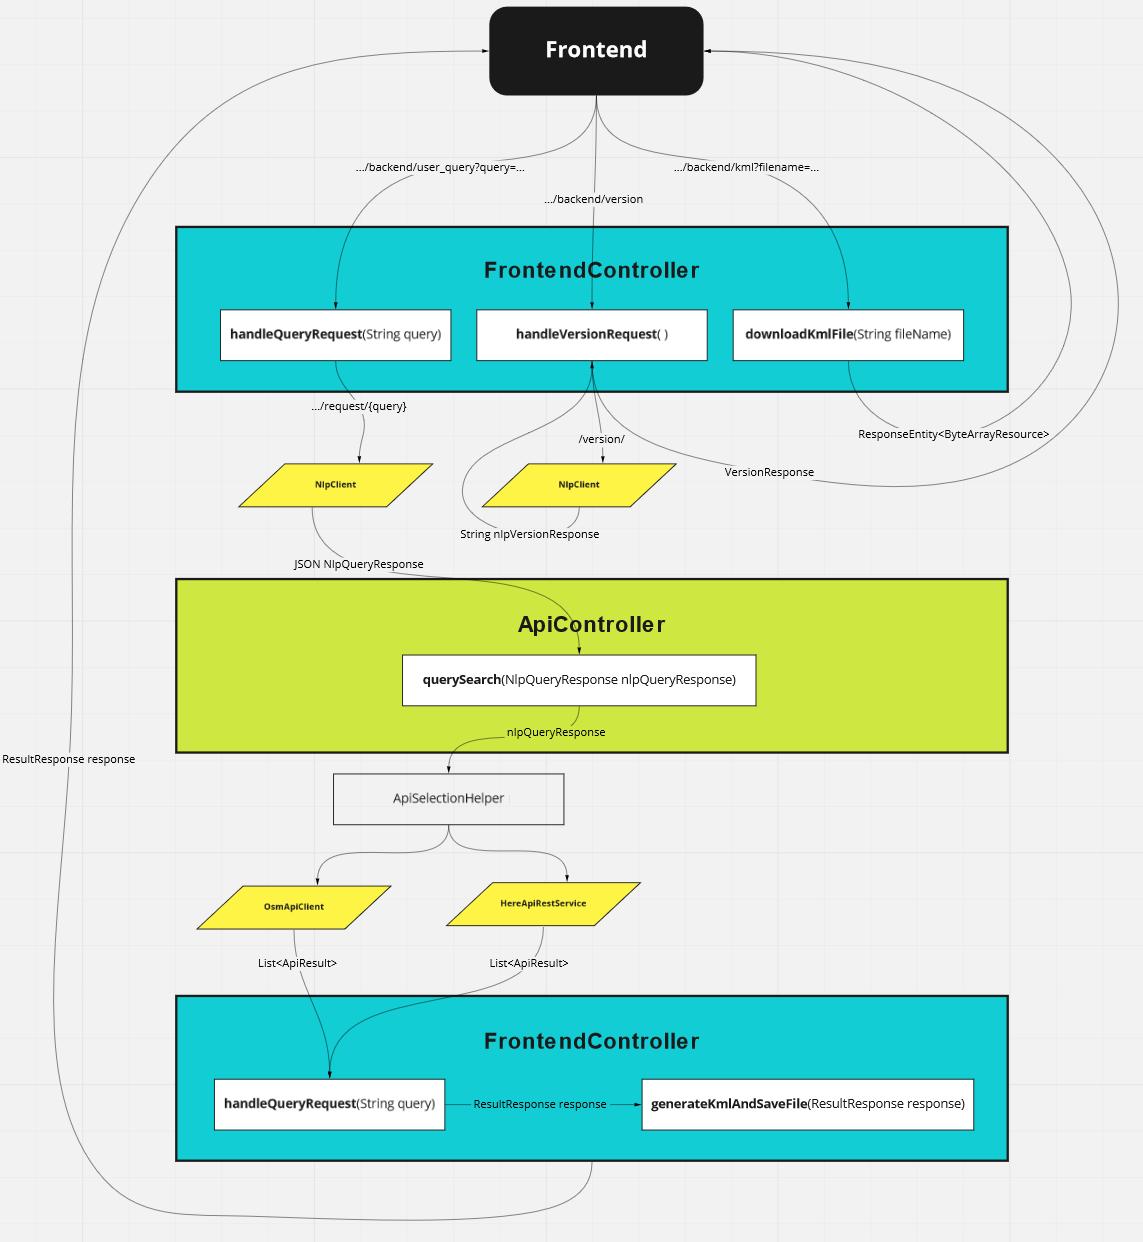 Frontend
.../backend/user_query?query=...
.../backend/kml?filename=...
.../backend/version
FrontendController
handleQueryRequest(String query)
handleVersionRequest( )
downloadKmlFile(String fileName)
.../request/{query}
/version/
ResponseEntity<ByteArrayResource>
VersionResponse
NlpClient
NlpClient
String nlpVersionResponse
JSON NlpQueryResponse
ApiController
querySearch(NlpQueryResponse nlpQueryResponse)
nlpQueryResponse
ResultResponse response
ApiSelectionHelper
OsmApiClient
HereApiRestService
List<ApiResult>
List<ApiResult>
FrontendController
handleQueryRequest(String query)
ResultResponse response
generateKmlAndSaveFile(ResultResponse response)